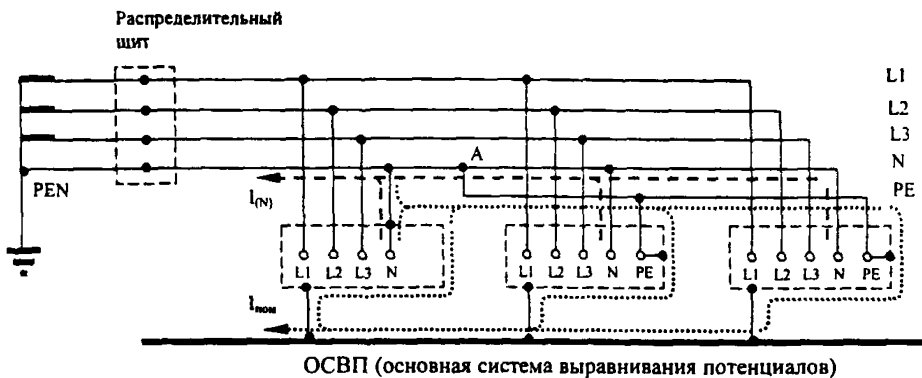 Распределительный
щит
L1
L2
L3
A
N
PEN
PE
I(N)
L1 L2 L3 N
L1 L2 L3 N PE
L1 L2 L3 N PE
Iпом
ОСВП (основная система выравнивания потенциалов)